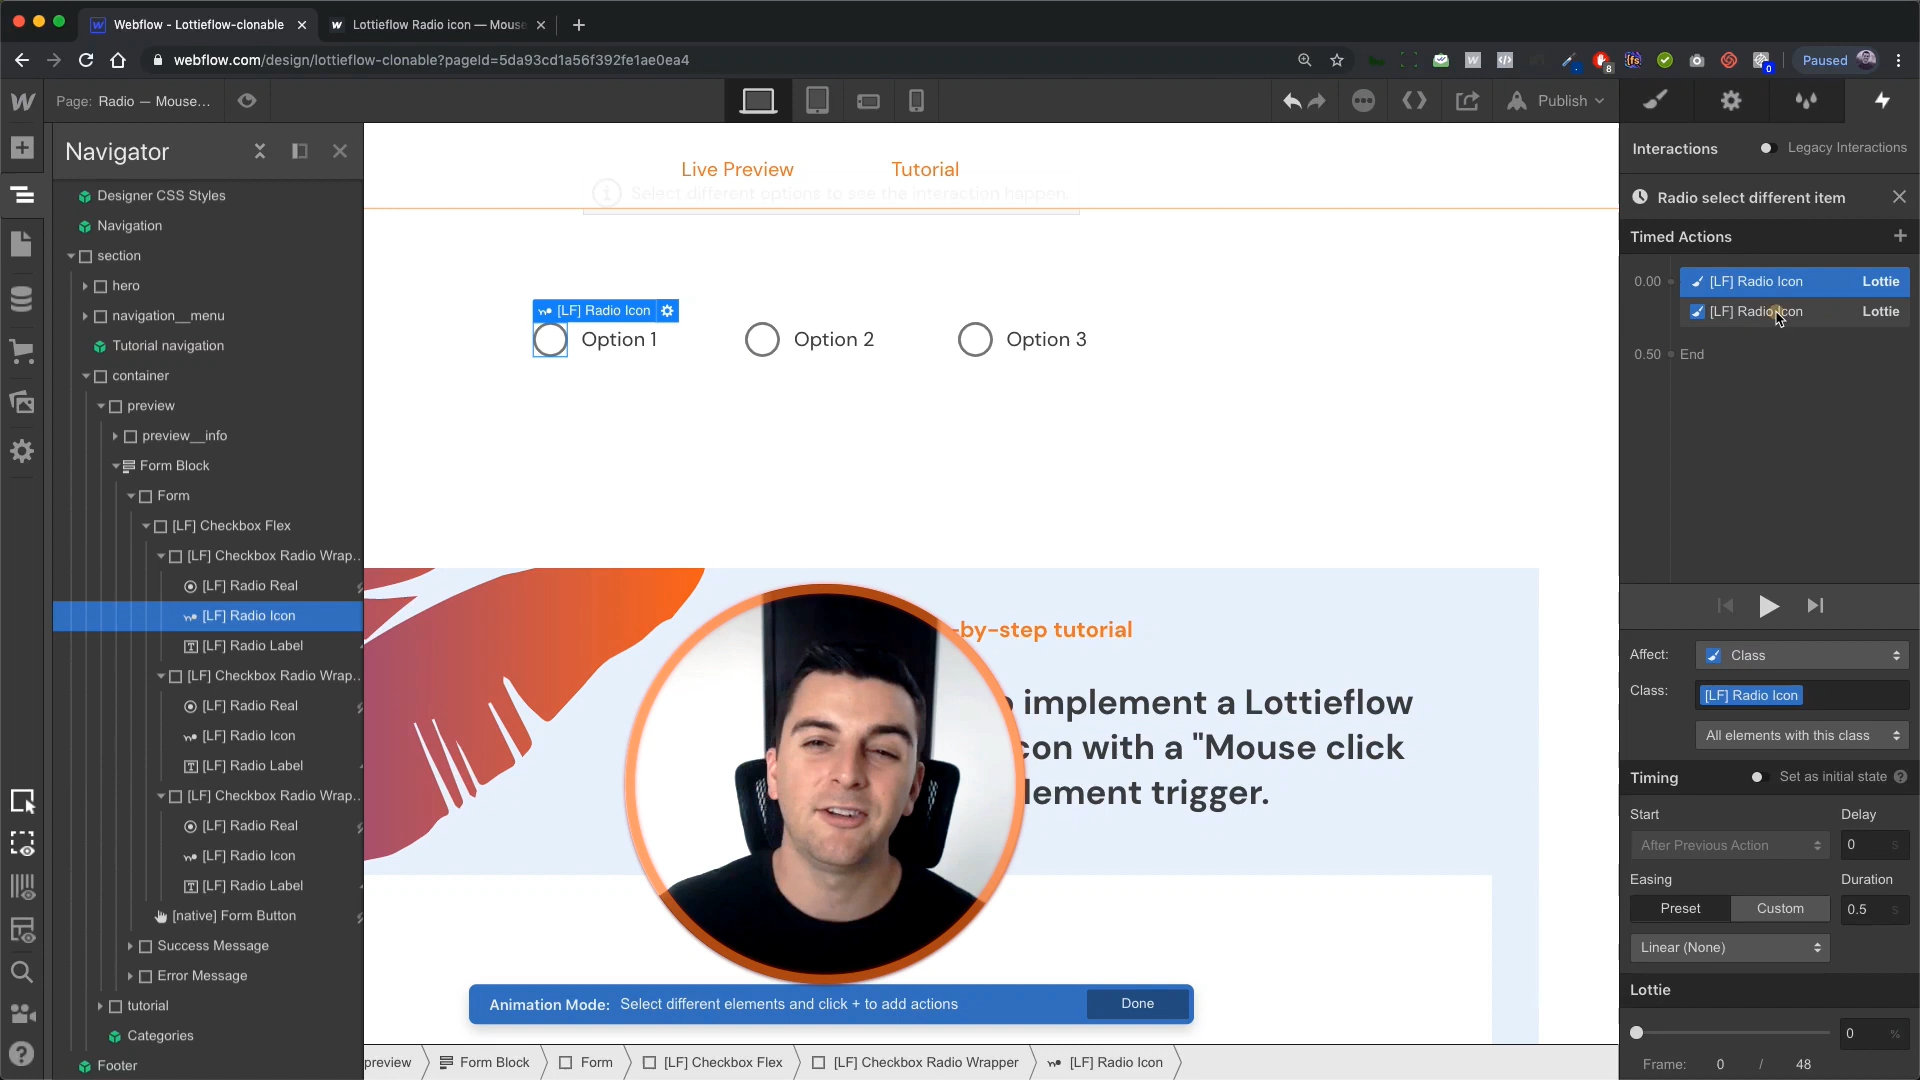 Webflow - Lottieflow-clonable
Lottieflow Radio icon — Mouse
webflow.com/design/lottieflow-clonable?pageId=5da93cd1a56f392fe1ae0ea4
8
0
Paused
Page: Radio — Mouse...
Publish
Navigator
Designer CSS Styles
Navigation
section
hero
navigation__menu
Tutorial navigation
container
preview
preview__info
Form Block
Form
[LF] Checkbox Flex
[LF] Checkbox Radio Wrap...
[LF] Radio Real
[LF] Radio Icon
[LF] Radio Label
[LF] Checkbox Radio Wrap...
[LF] Radio Real
[LF] Radio Icon
[LF] Radio Label
[LF] Checkbox Radio Wrap...
[LF] Radio Real
[LF] Radio Icon
[LF] Radio Label
[native] Form Button
Success Message
Error Message
tutorial
Categories
Footer
Live Preview
Tutorial
Select different options to see the interaction happen.
[LF] Radio Icon
Option 1
Option 2
Option 3
-by-step tutorial
implement a Lottieflow
con with a "Mouse click
lement trigger.
Animation Mode: Select different elements and click + to add actions
Done
preview
Form Block
Form
[LF] Checkbox Flex
[LF] Checkbox Radio Wrapper
[LF] Radio Icon
Interactions
Legacy Interactions
Radio select different item
Timed Actions
0.00
[LF] Radio Icon
Lottie
[LF] Radio Icon
Lottie
0.50
End
Affect:
Class
Class:
[LF] Radio Icon
All elements with this class
Timing
Set as initial state
Start
Delay
After Previous Action
0
S
Easing
Duration
Preset
Custom
0.5
S
Linear (None)
Lottie
0
%
Frame:
0
/
48